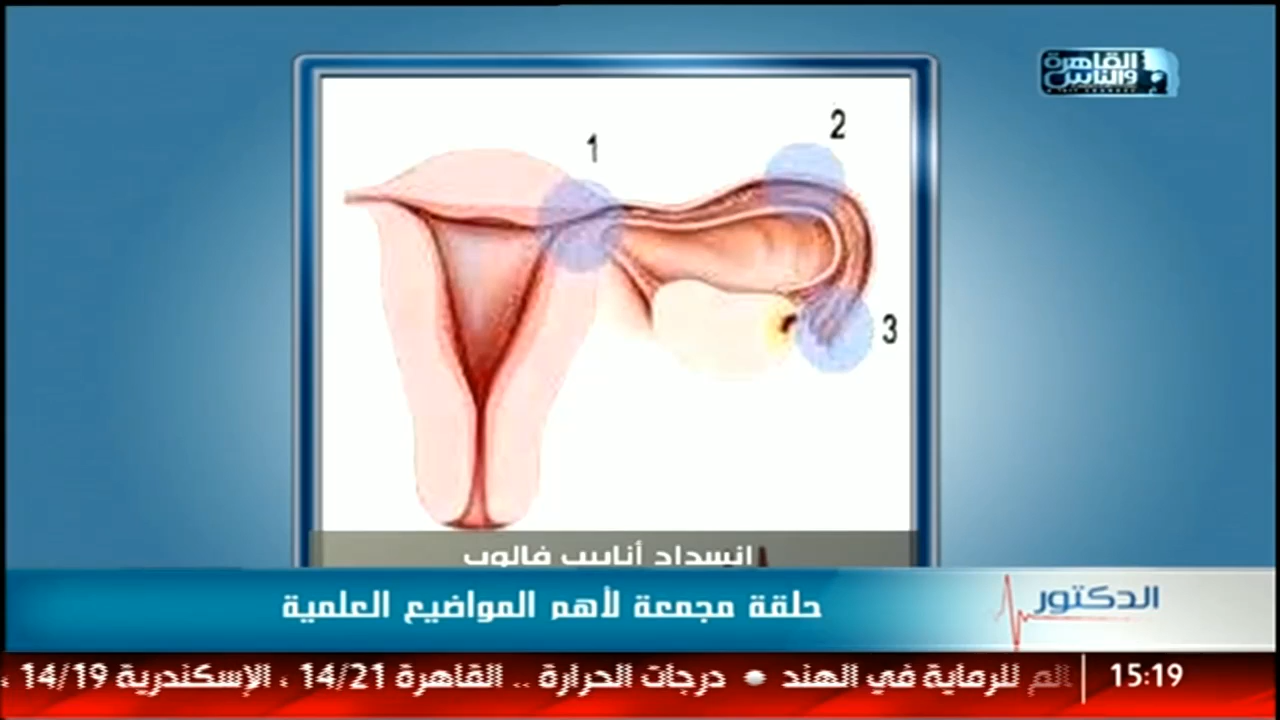 القاهرة
والناس
1
2
3
انسداد أنابيب فالوب
حلقة مجمعة لأهم المواضيع العلمية
الدكتور
15:19
للرماية في الهند • درجات الحرارة .. القاهرة 14/21 ، الإسكندرية 14/19 ،